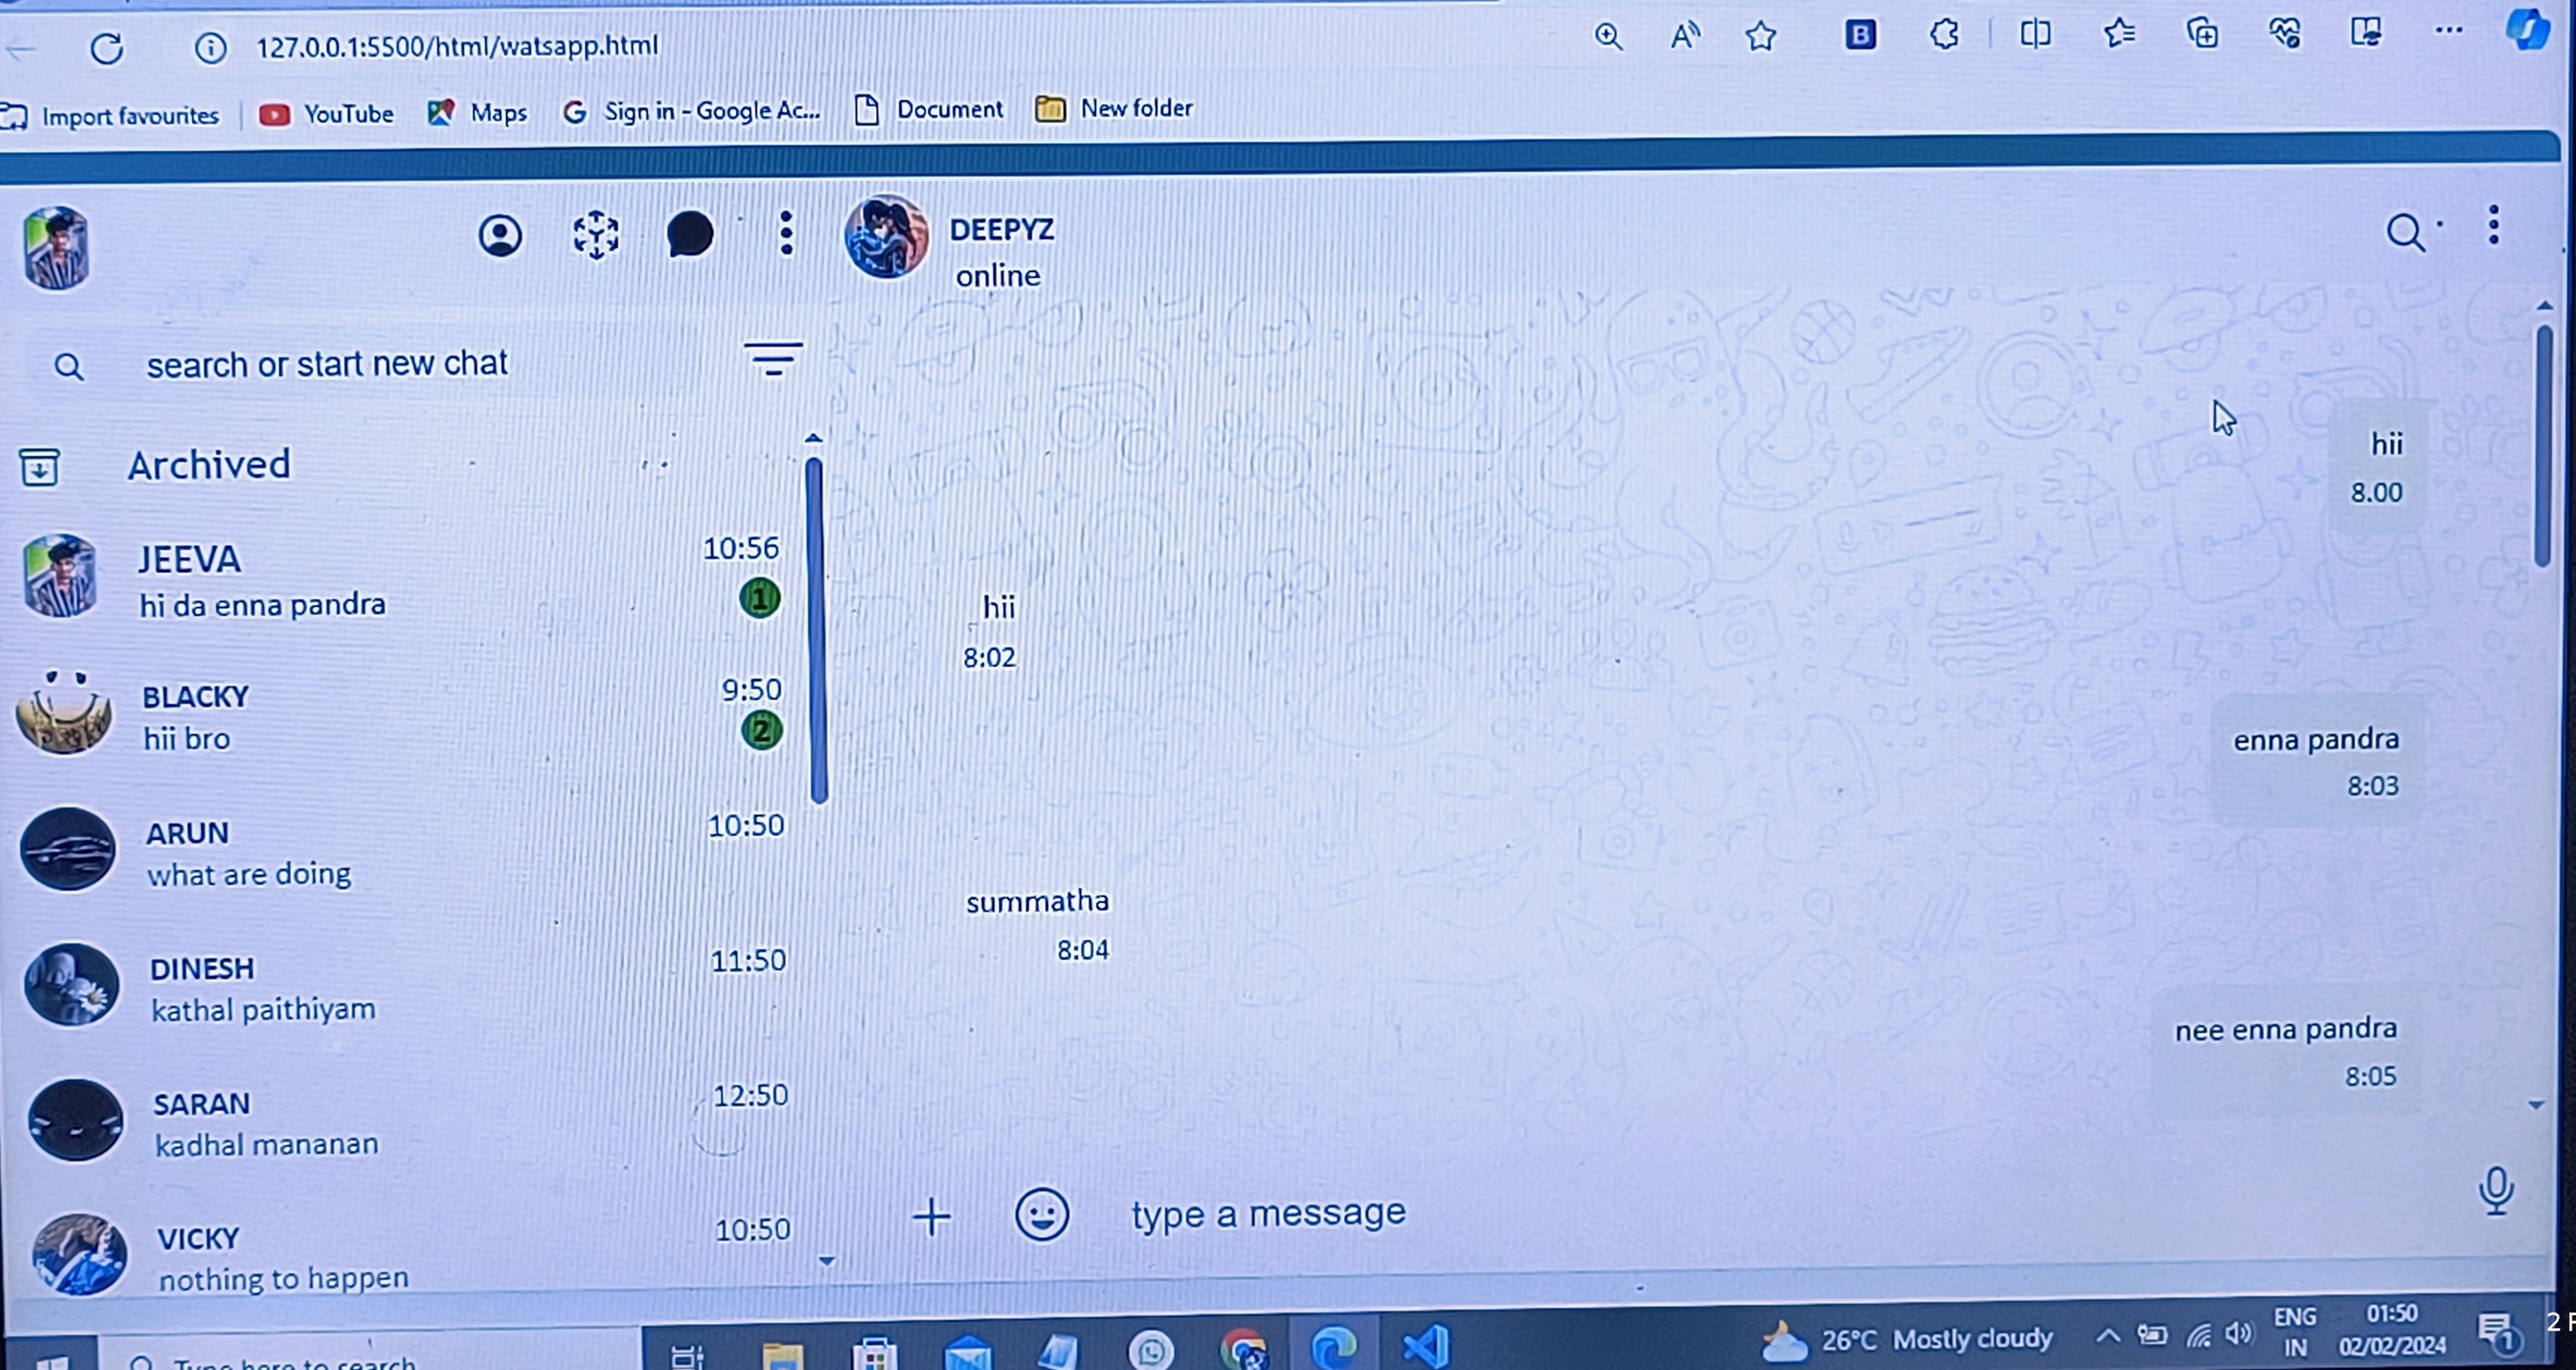 127.0.0.1:5500/html/watsapp.html
Import favourites
YouTube
Maps
Sign in - Google Ac...
Document
New folder
DEEPYZ
online
search or start new chat
Archived
JEEVA
10:56
hi da enna pandra
1
BLACKY
9:50
hii bro
2
ARUN
10:50
what are doing
DINESH
11:50
kathal paithiyam
SARAN
12:50
kadhal mananan
VICKY
10:50
nothing to happen
hii
8.00
hii
8:02
enna pandra
8:03
summatha
8:04
nee enna pandra
8:05
type a message
Type here to search
26°C Mostly cloudy
ENG
IN
01:50
02/02/2024
1